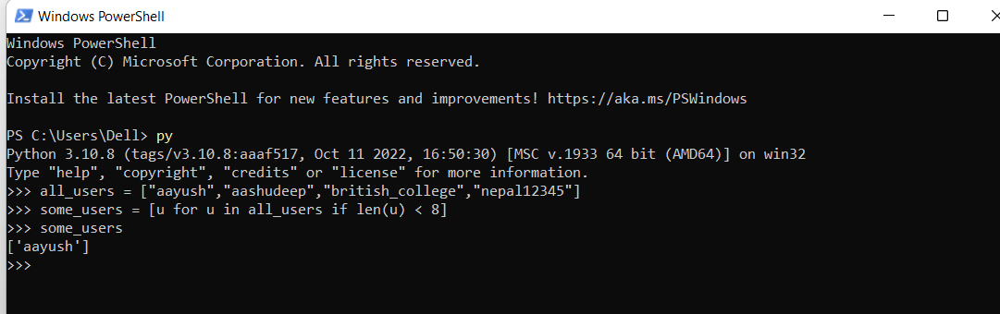 Windows PowerShell
Windows PowerShell
Copyright (C) Microsoft Corporation. All rights reserved.
Install the latest PowerShell for new features and improvements! https://aka.ms/PSWindows
PS C:\Users\Dell> py
Python 3.10.8 (tags/v3.10.8:aaaf517, Oct 11 2022, 16:50:30) [MSC v.1933 64 bit (AMD64)] on win32
Type "help", "copyright", "credits" or "license" for more information.
>>> all_users = ["aayush","aashudeep","british_college","nepal12345"]
>>> some_users = [u for u in all_users if len(u) < 8]
>>> some_users
['aayush']
>>>